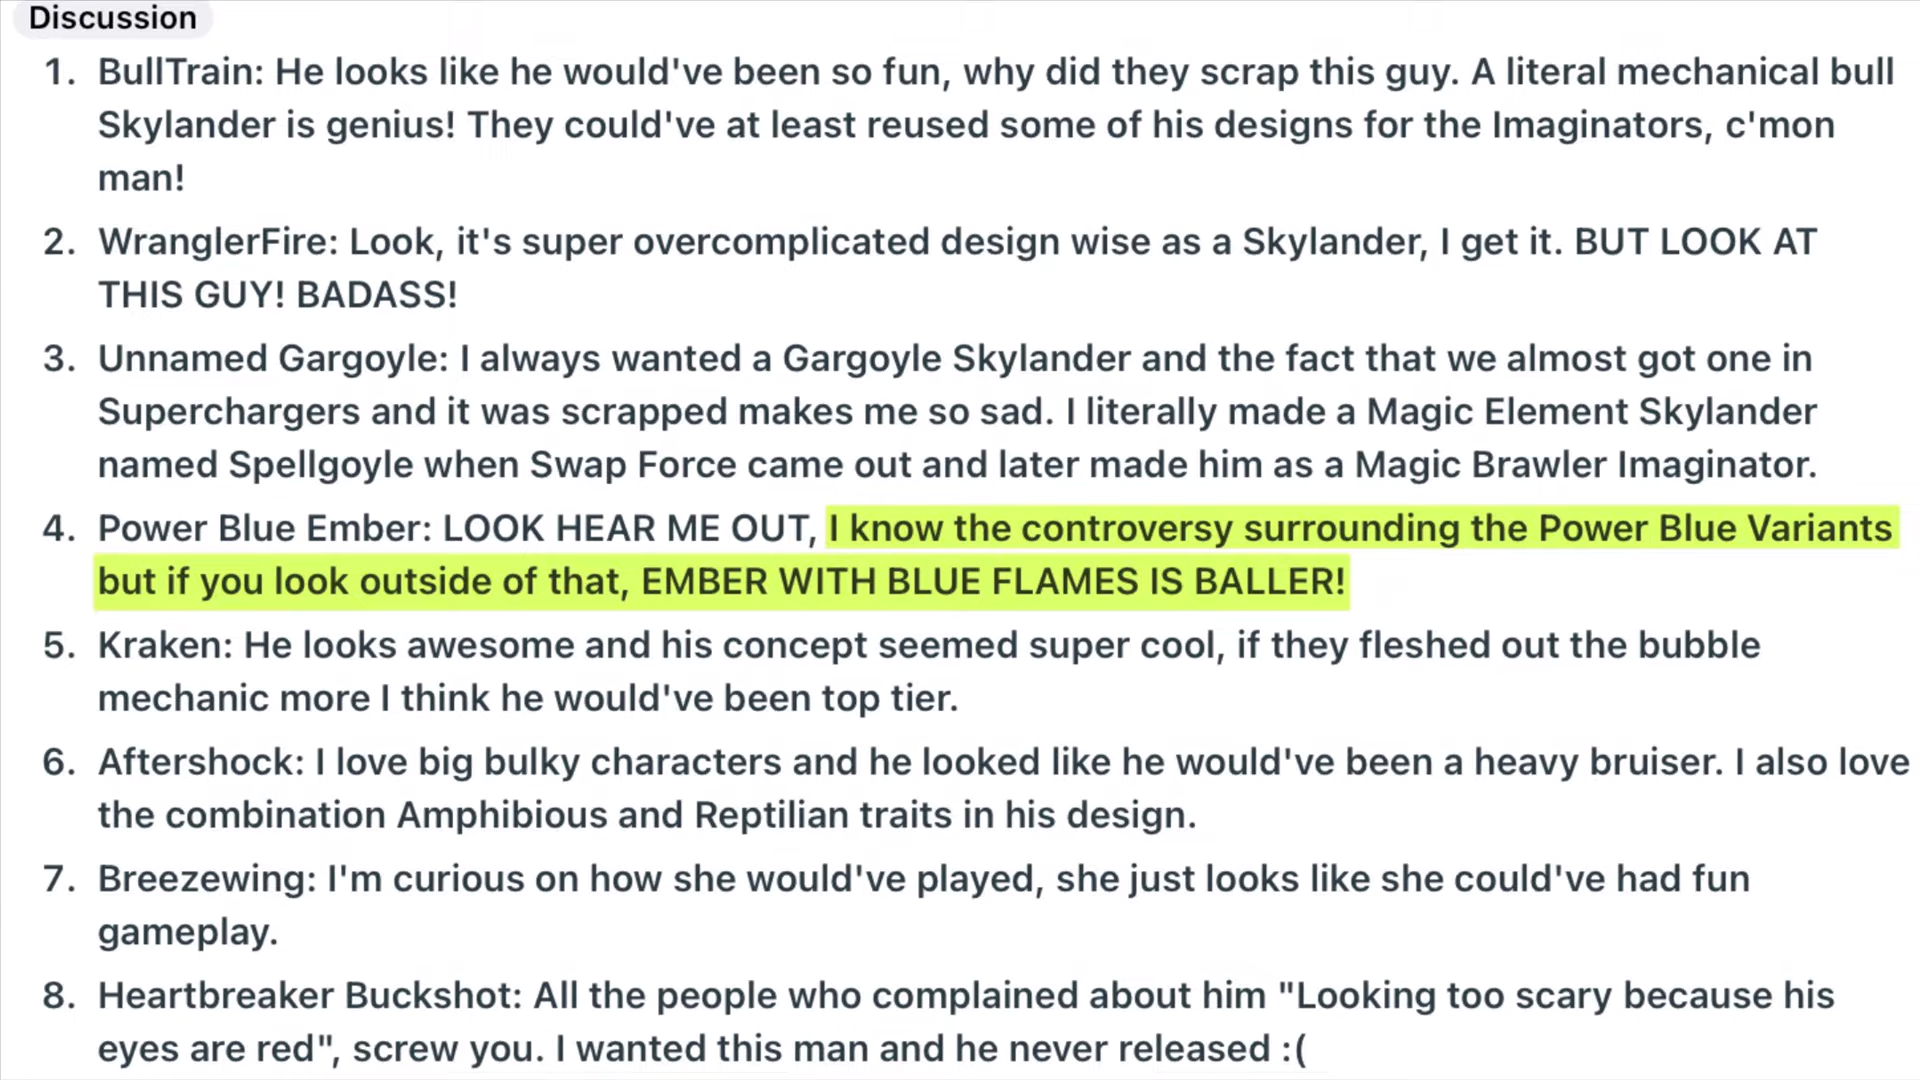 Discussion
1. BullTrain: He looks like he would've been so fun, why did they scrap this guy. A literal mechanical bull
Skylander is genius! They could've at least reused some of his designs for the Imaginators, c'mon
man!
2. WranglerFire: Look, it's super overcomplicated design wise as a Skylander, I get it. BUT LOOK AT
THIS GUY! BADASS!
3. Unnamed Gargoyle: I always wanted a Gargoyle Skylander and the fact that we almost got one in
Superchargers and it was scrapped makes me so sad. I literally made a Magic Element Skylander
named Spellgoyle when Swap Force came out and later made him as a Magic Brawler Imaginator.
4. Power Blue Ember: LOOK HEAR ME OUT, I know the controversy surrounding the Power Blue Variants
but if you look outside of that, EMBER WITH BLUE FLAMES IS BALLER!
5. Kraken: He looks awesome and his concept seemed super cool, if they fleshed out the bubble
mechanic more I think he would've been top tier.
6. Aftershock: I love big bulky characters and he looked like he would've been a heavy bruiser. I also love
the combination Amphibious and Reptilian traits in his design.
7. Breezewing: I'm curious on how she would've played, she just looks like she could've had fun
gameplay.
8. Heartbreaker Buckshot: All the people who complained about him "Looking too scary because his
eyes are red", screw you. I wanted this man and he never released :(